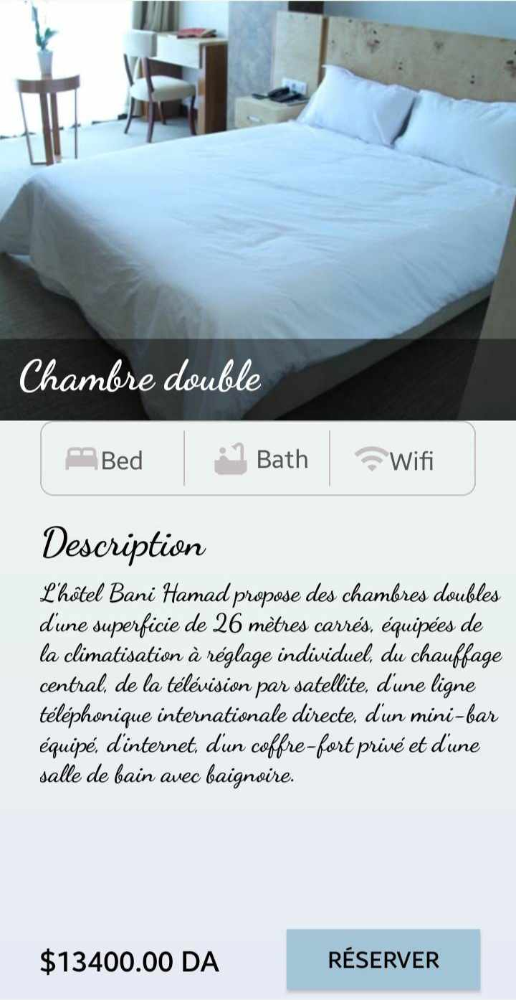 Chambre double
Bed
Bath
Wifi
Description
L'hôtel Bani Hamad propose des chambres doubles
d'une superficie de 26 mètres carrés, équipées de
la climatisation à réglage individuel, du chauffage
central, de la télévision par satellite, d'une ligne
téléphonique internationale directe, d'un mini-bar
équipé, d'internet, d'un coffre-fort privé et d'une
salle de bain avec baignoire.
$13400.00 DA
RÉSERVER